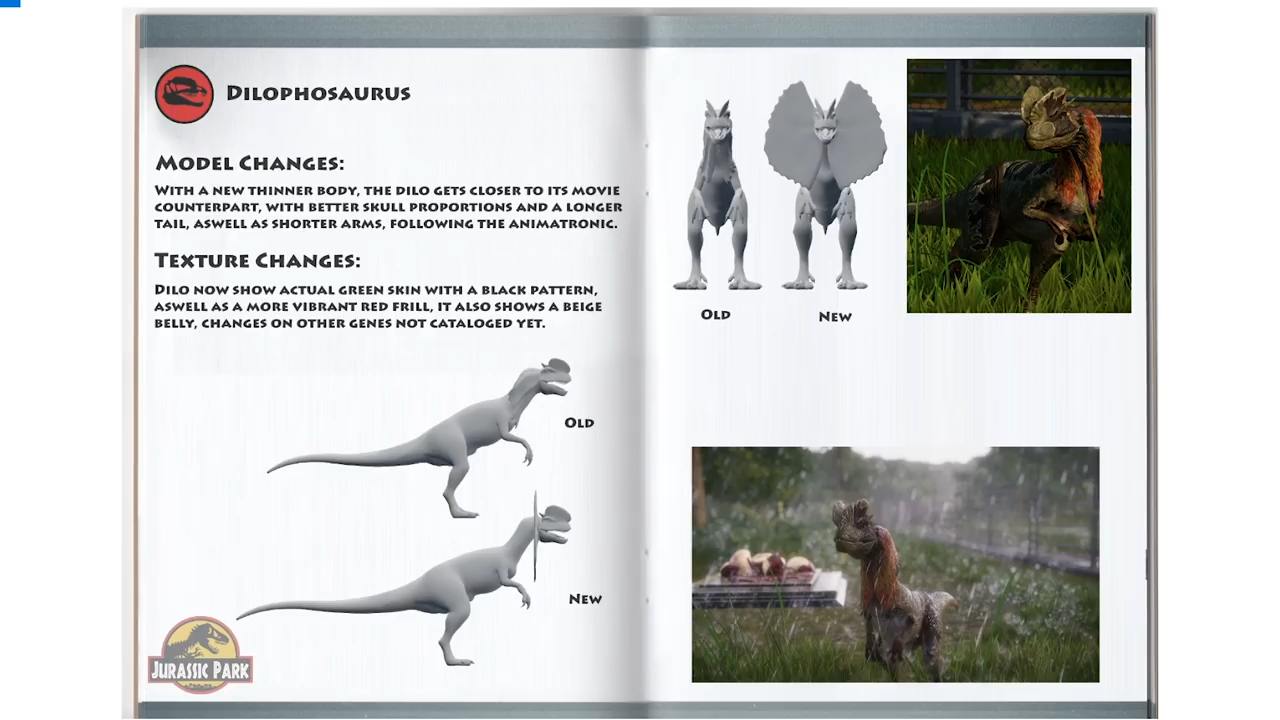 Dilophosaurus
Model Changes:
With a new thinner body, the Dilo gets closer to its movie
counterpart, with better skull proportions and a longer
tail, aswell as shorter arms, following the animatronic.
Texture Changes:
Dilo now show actual green skin with a black pattern,
aswell as a more vibrant red frill, it also shows a beige
belly, changes on other genes not cataloged yet.
Old
New
Jurassic Park
Old
New